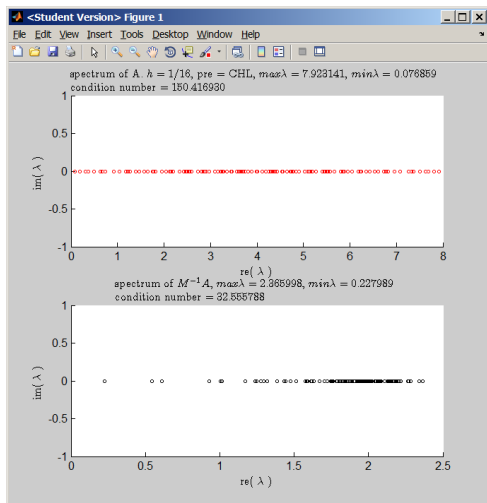 <Student Version> Figure 1
File Edit View Insert Tools Desktop Window Help
spectrum of A. h = 1/16, pre = CHL, maxλ = 7.923141, minλ = 0.076859
condition number = 150.416930
1
0.5
0
-0.5
-1
im( λ )
0 1 2 3 4 5 6 7 8
re( λ )
spectrum of M⁻¹A, maxλ = 2.365998, minλ = 0.227989
condition number = 32.555788
1
0.5
0
-0.5
-1
im( λ )
0 0.5 1 1.5 2 2.5
re( λ )